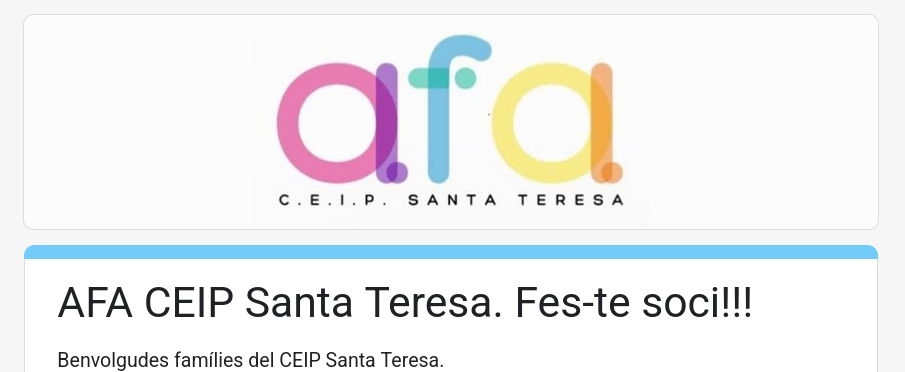 afa
C.E.I.P. SANTA TERESA
AFA CEIP Santa Teresa. Fes-te soci!!!
Benvolgudes famílies del CEIP Santa Teresa.